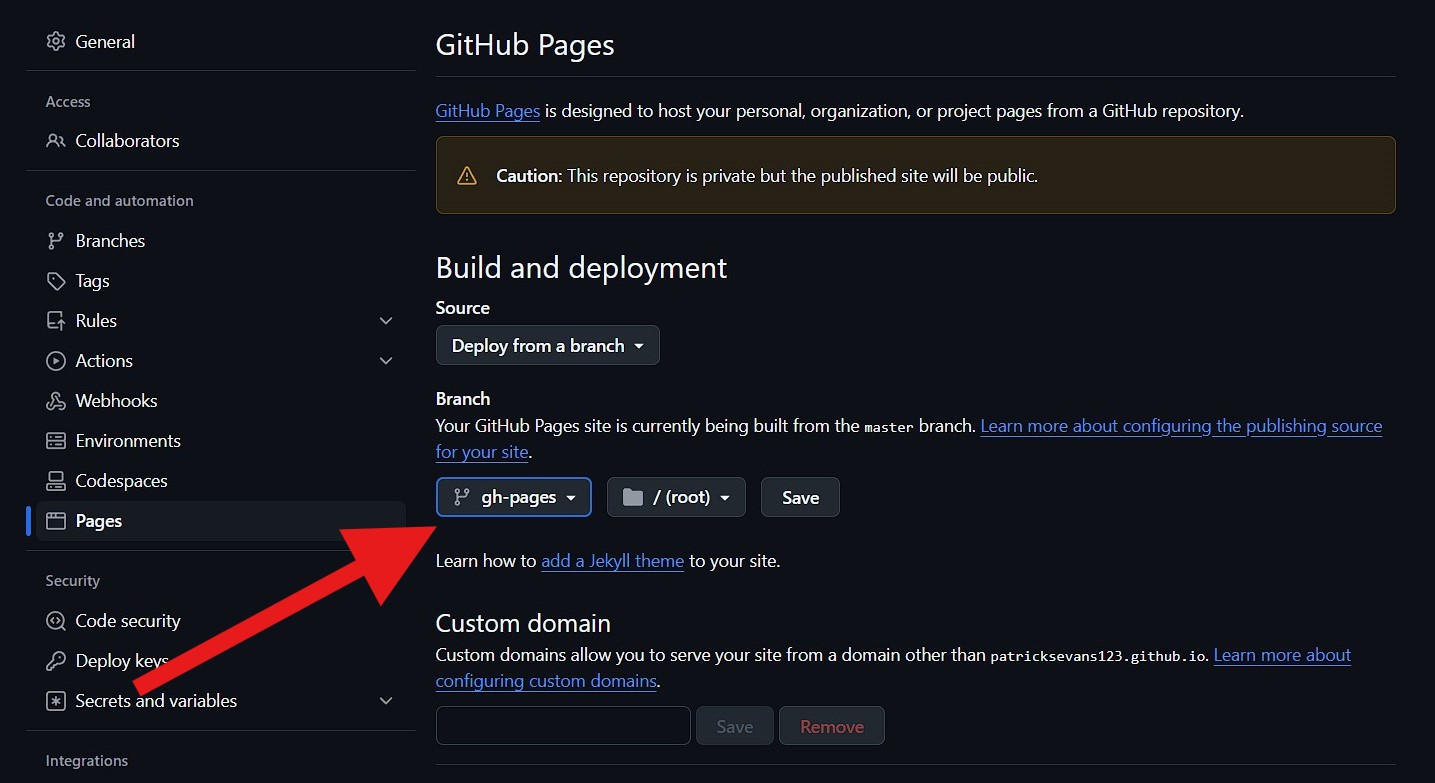 General
Access
Collaborators
Code and automation
Branches
Tags
Rules
Actions
Webhooks
Environments
Codespaces
Pages
Security
Code security
Deploy keys
Secrets and variables
Integrations
GitHub Pages
GitHub Pages is designed to host your personal, organization, or project pages from a GitHub repository.
Caution: This repository is private but the published site will be public.
Build and deployment
Source
Deploy from a branch
Branch
Your GitHub Pages site is currently being built from the master branch. Learn more about configuring the publishing source
for your site.
gh-pages / (root) Save
Learn how to add a Jekyll theme to your site.
Custom domain
Custom domains allow you to serve your site from a domain other than patricksevans123.github.io. Learn more about
configuring custom domains.
Save Remove